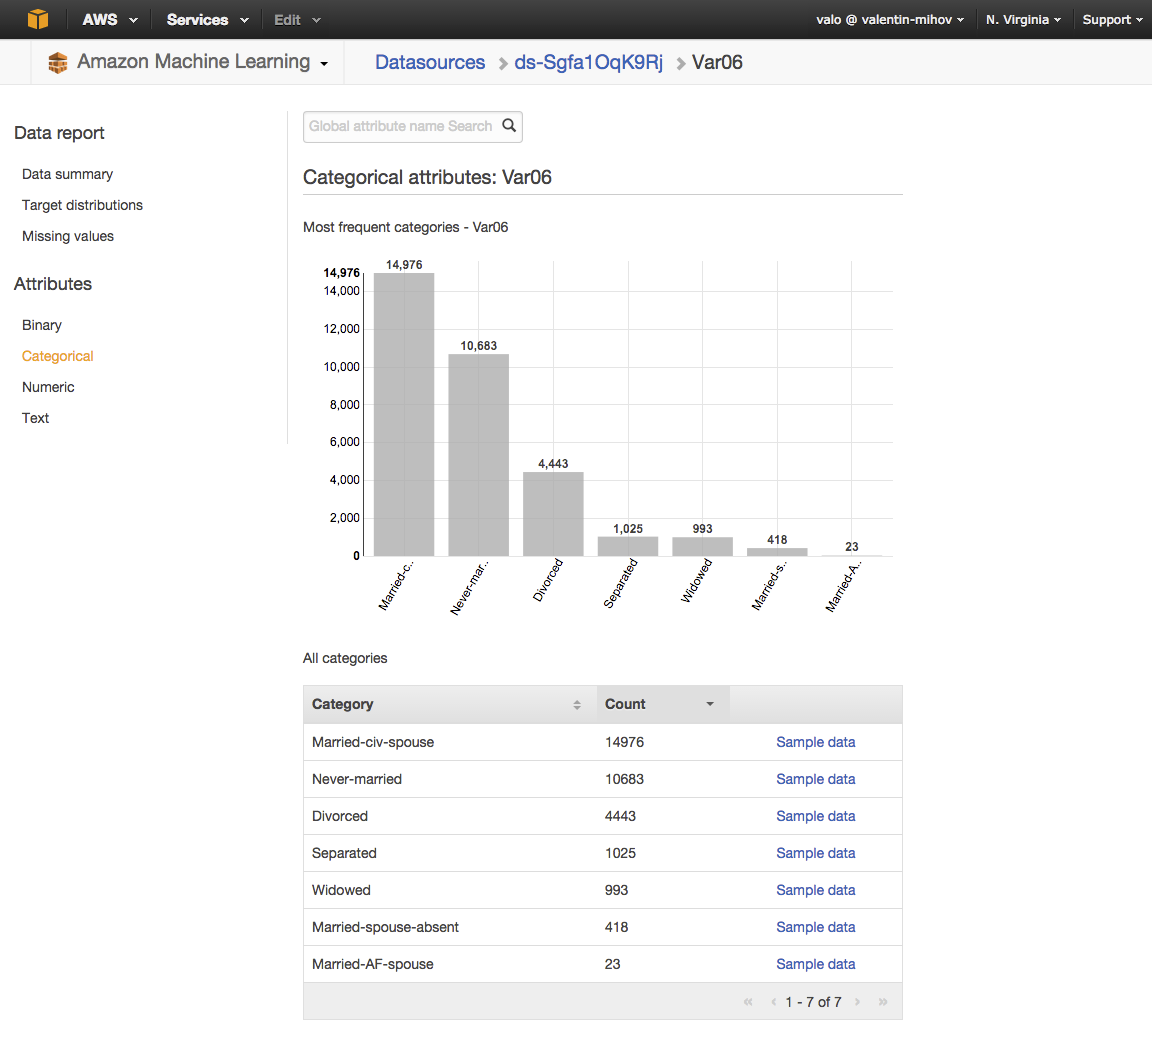 AWS Services Edit valo @ valentin-mihov N. Virginia Support
Amazon Machine Learning Datasources ds-Sgfa1OqK9Rj Var06
Data report
Data summary
Target distributions
Missing values
Attributes
Binary
Categorical
Numeric
Text
Global attribute name Search
Categorical attributes: Var06
Most frequent categories - Var06
14,976
14,000
12,000
10,000
8,000
6,000
4,000
2,000
0
14,976
10,683
4,443
1,025
993
418
23
Married-c..
Never-mar..
Divorced
Separated
Widowed
Married-s..
Married-A..
All categories
Category Count
Married-civ-spouse 14976 Sample data
Never-married 10683 Sample data
Divorced 4443 Sample data
Separated 1025 Sample data
Widowed 993 Sample data
Married-spouse-absent 418 Sample data
Married-AF-spouse 23 Sample data
« ‹ 1 - 7 of 7 › »